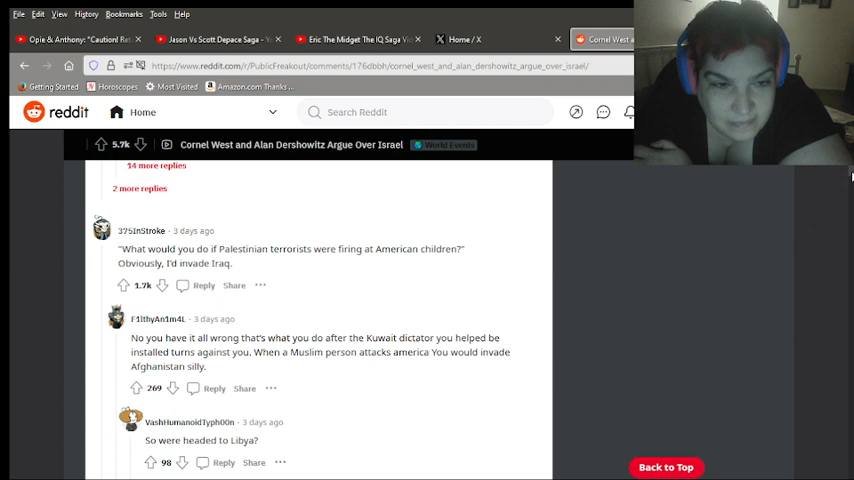 File Edit View History Bookmarks Tools Help
Opie & Anthony: "Caution! Ret
Jason Vs Scott Depace Saga - Y
Eric The Midget The IQ Saga Vi
Home / X
Cornel West a
https://www.reddit.com/r/PublicFreakout/comments/176dbbh/cornel_west_and_alan_dershowitz_argue_over_israel/
Getting Started Horoscopes Most Visited Amazon.com Thanks ...
reddit Home Search Reddit
5.7k Cornel West and Alan Dershowitz Argue Over Israel World Events
14 more replies
2 more replies
375InStroke · 3 days ago
"What would you do if Palestinian terrorists were firing at American children?"
Obviously, I'd invade Iraq.
1.7k Reply Share ...
F1lthyAn1m4L · 3 days ago
No you have it all wrong that's what you do after the Kuwait dictator you helped be
installed turns against you. When a Muslim person attacks america You would invade
Afghanistan silly.
269 Reply Share ...
VashHumanoidTyph00n · 3 days ago
So were headed to Libya?
98 Reply Share ...
Back to Top